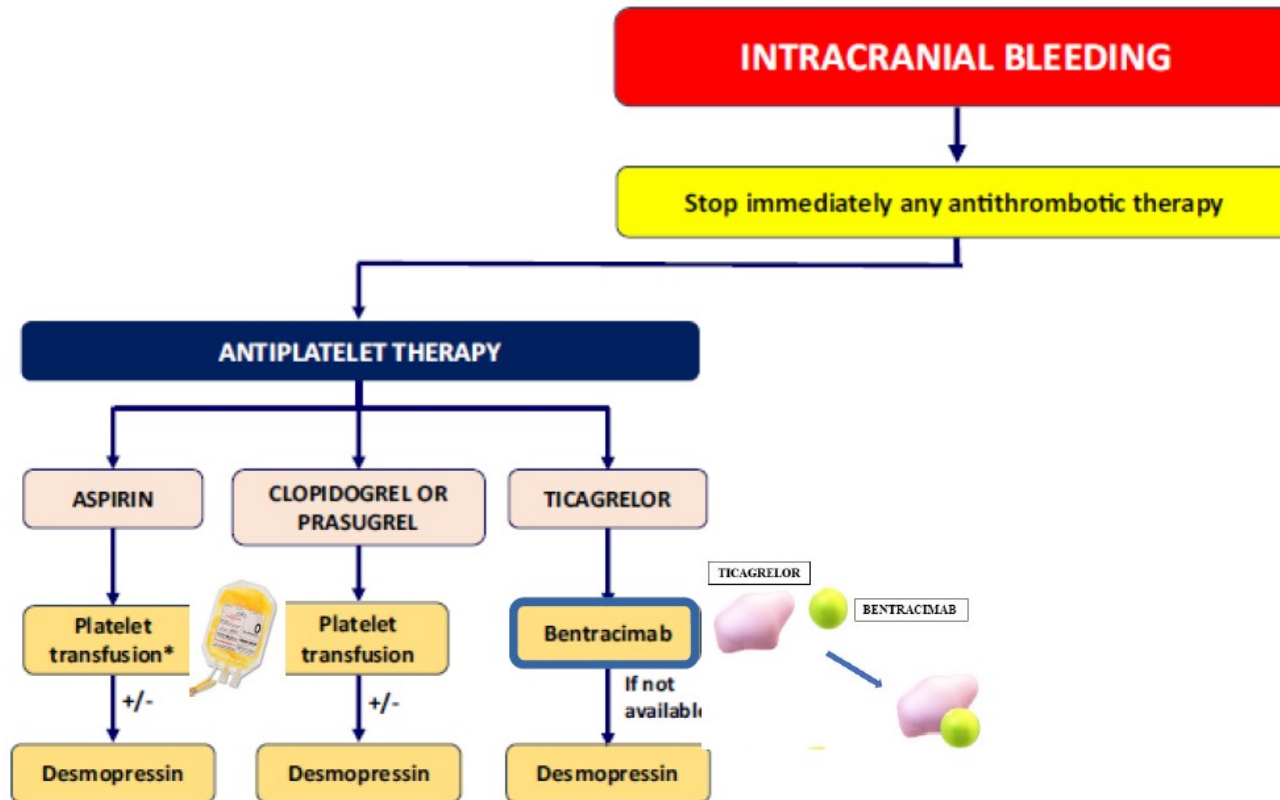 INTRACRANIAL BLEEDING
Stop immediately any antithrombotic therapy
ANTIPLATELET THERAPY
ASPIRIN
CLOPIDOGREL OR
PRASUGREL
TICAGRELOR
Platelet
transfusion*
Platelet
transfusion
Bentracimab
TICAGRELOR
BENTRACIMAB
+/-
+/-
If not
available
Desmopressin
Desmopressin
Desmopressin